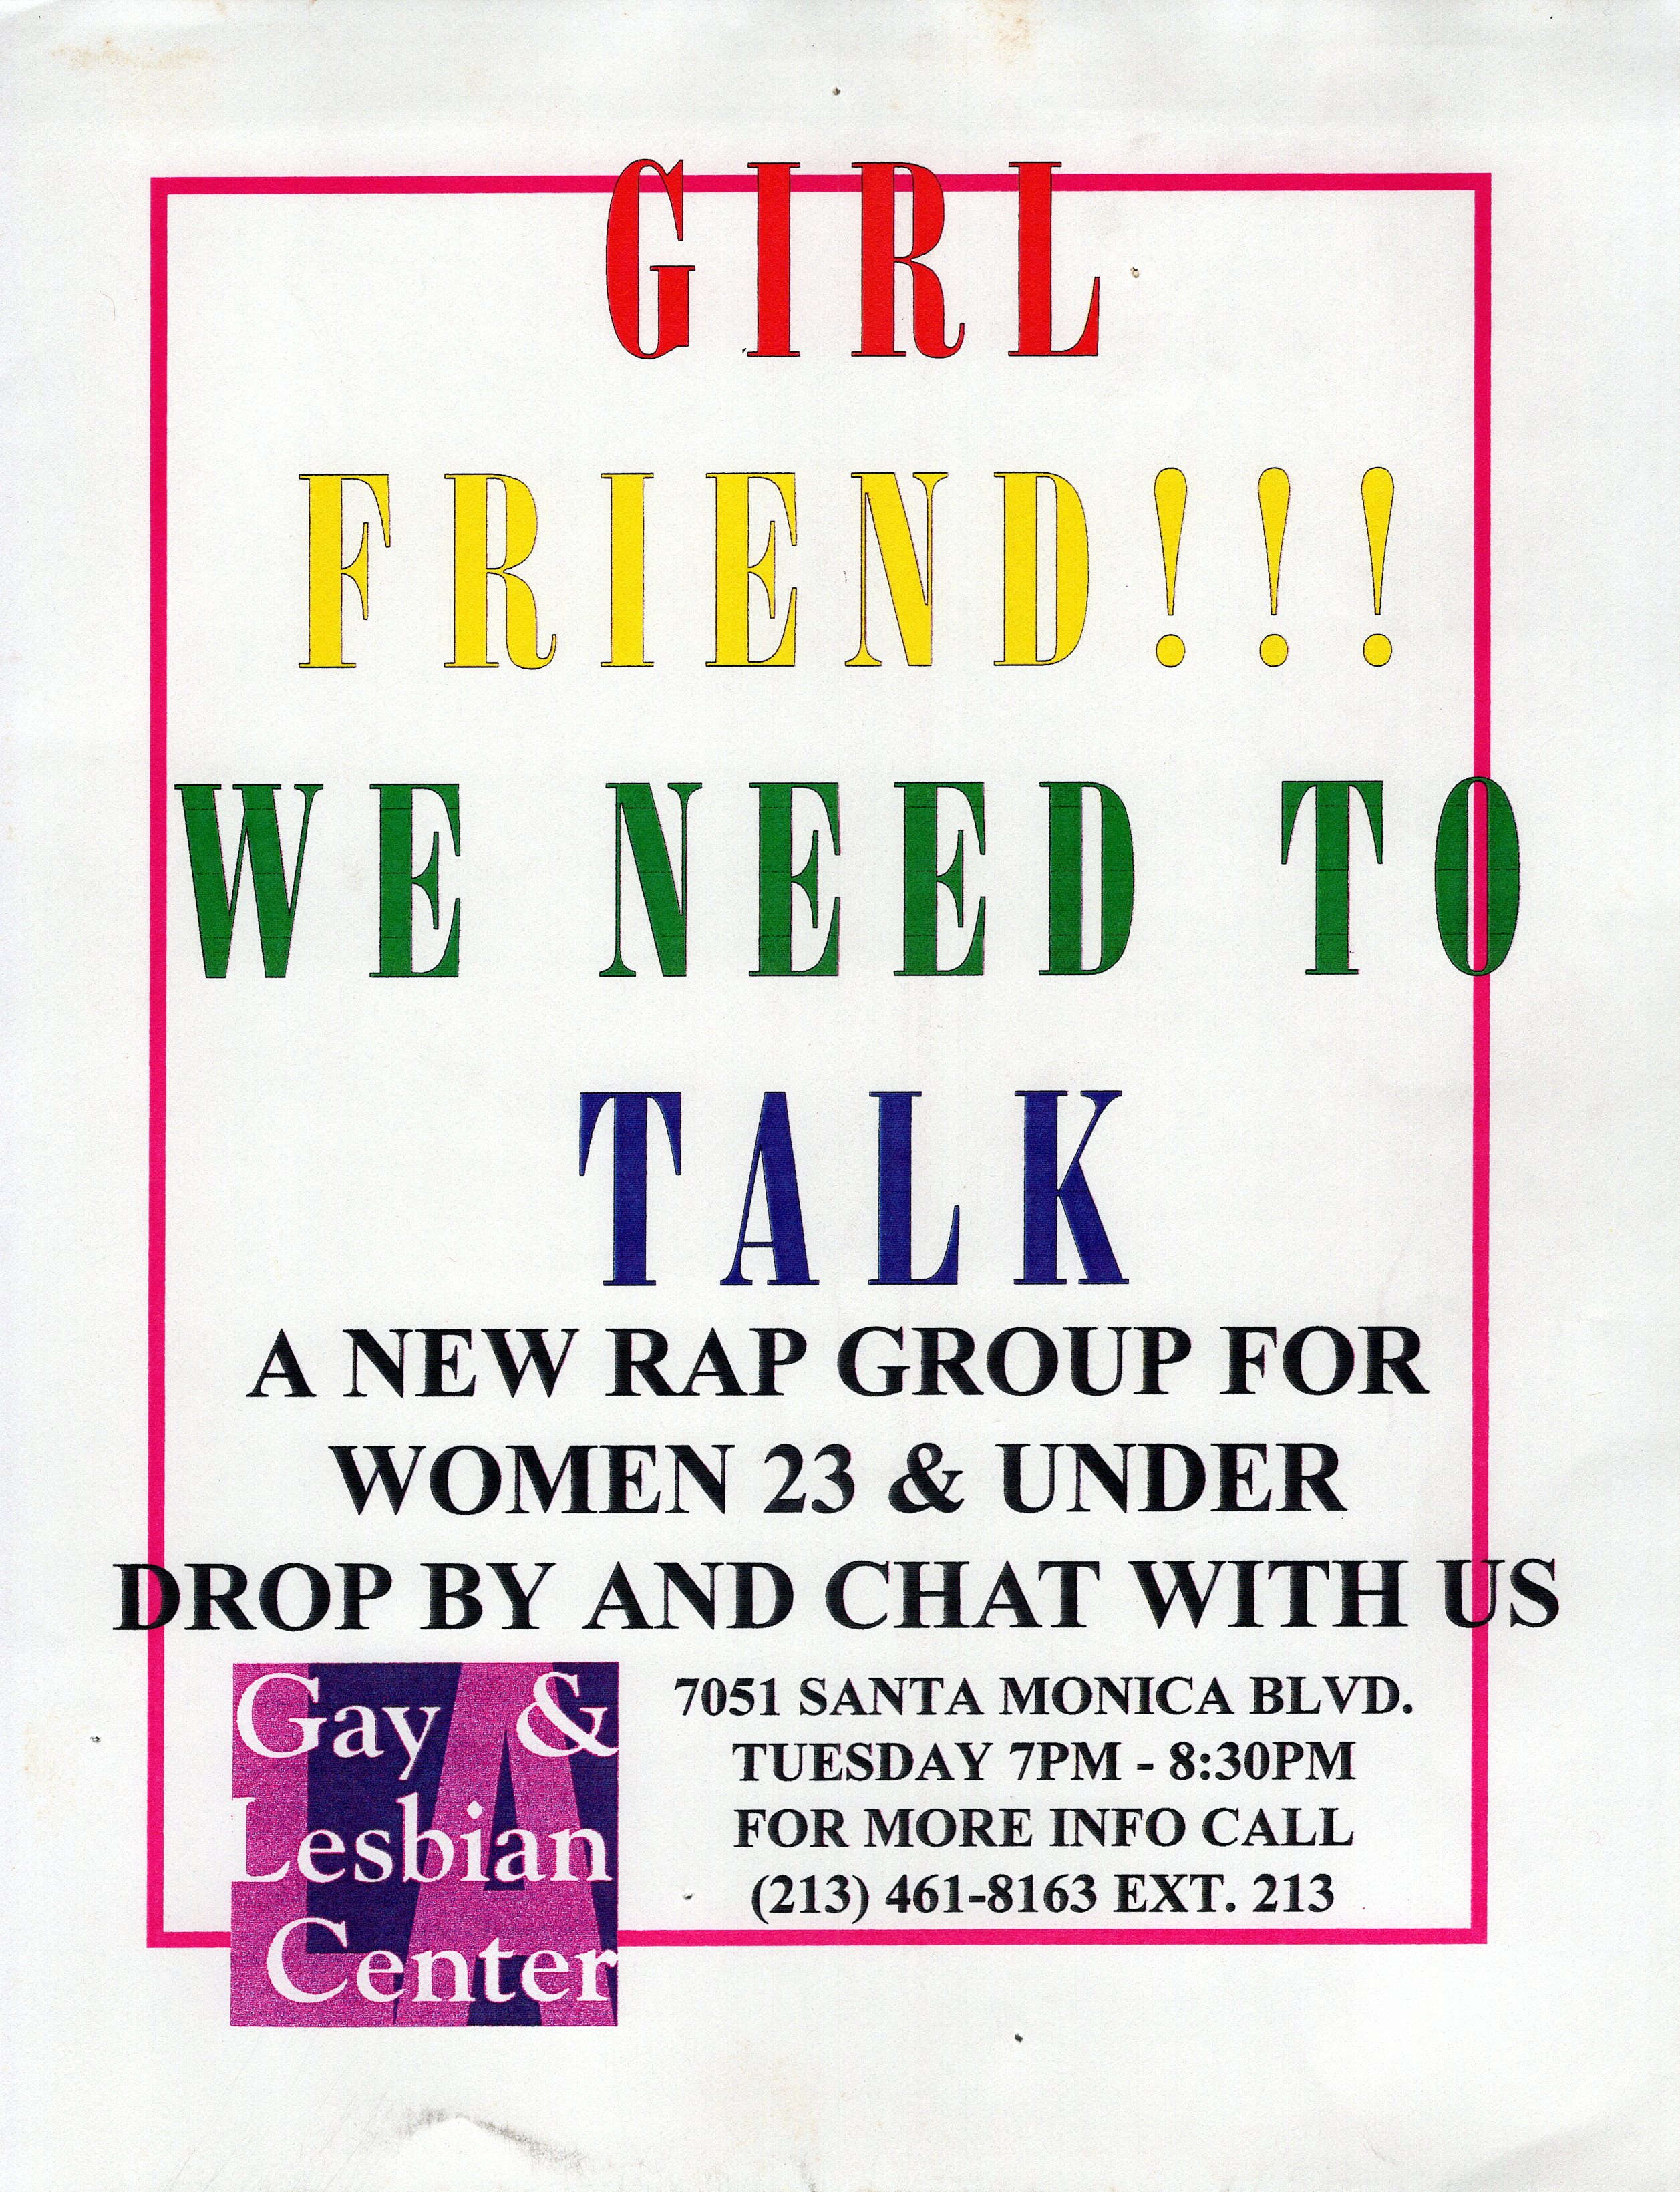 GIRL
FRIEND!!!
WE NEED TO
TALK
A NEW RAP GROUP FOR
WOMEN 23 & UNDER
DROP BY AND CHAT WITH US
Gay &
Lesbian
Center
LA
7051 SANTA MONICA BLVD.
TUESDAY 7PM - 8:30PM
FOR MORE INFO CALL
(213) 461-8163 EXT. 213